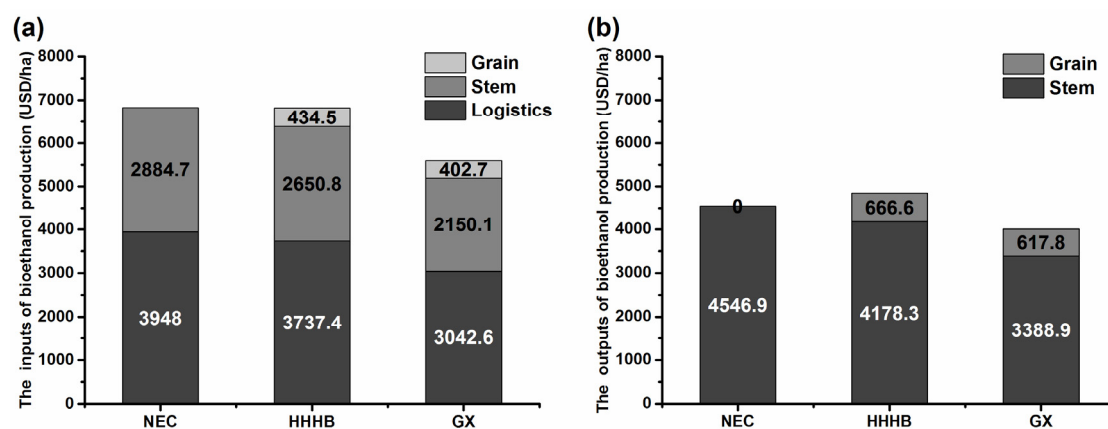 (a)
The inputs of bioethanol production (USD/ha)
8000
7000
6000
5000
4000
3000
2000
1000
0
Grain
Stem
Logistics
2884.7
3948
434.5
2650.8
3737.4
402.7
2150.1
3042.6
NEC HHHB GX
(b)
The outputs of bioethanol production (USD/ha)
8000
7000
6000
5000
4000
3000
2000
1000
0
Grain
Stem
0
4546.9
666.6
4178.3
617.8
3388.9
NEC HHHB GX